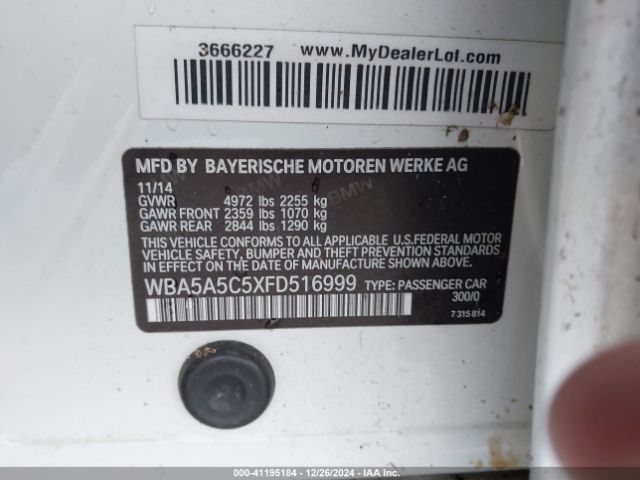 3666227 www.MyDealerLot.com
MFD BY BAYERISCHE MOTOREN WERKE AG
11/14
GVWR 4972 lbs 2255 kg
GAWR FRONT 2359 lbs 1070 kg
GAWR REAR 2844 lbs 1290 kg
THIS VEHICLE CONFORMS TO ALL APPLICABLE U.S.FEDERAL MOTOR
VEHICLE SAFETY, BUMPER AND THEFT PREVENTION STANDARDS
IN EFFECT ON THE DATE OF MANUFACTURE SHOWN ABOVE.
WBA5A5C5XFD516999 TYPE: PASSENGER CAR
300/0
7 315 814
000-41195184 - 12/26/2024 - IAA Inc.